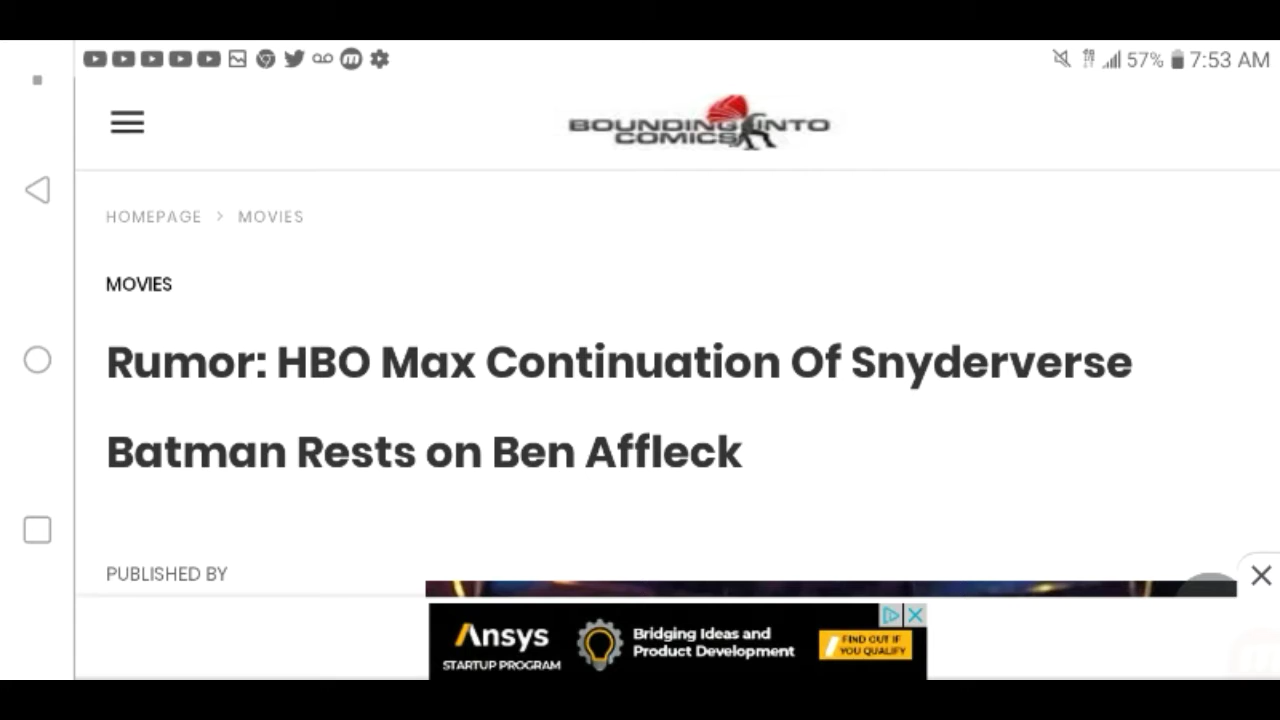 57% 7:53 AM
BOUNDING INTO
COMICS
HOMEPAGE > MOVIES
MOVIES
Rumor: HBO Max Continuation Of Snyderverse
Batman Rests on Ben Affleck
PUBLISHED BY
Ansys
STARTUP PROGRAM
Bridging Ideas and
Product Development
FIND OUT IF
YOU QUALIFY